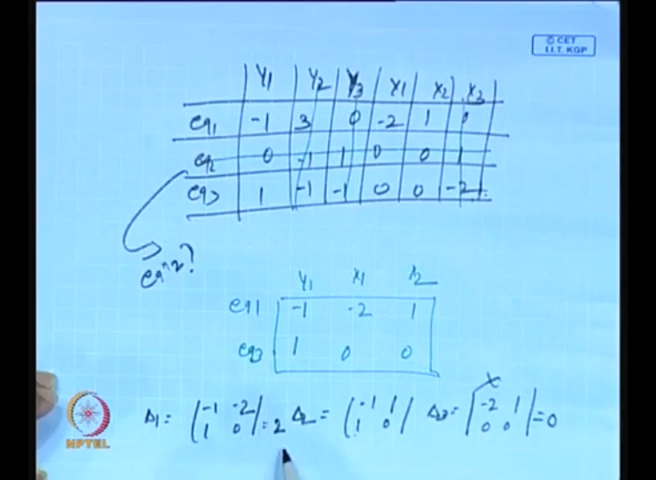 © CET
I.I.T. KGP
Y1 Y2 Y3 X1 X2 X3
eq1 -1 3 0 -2 1 0
eq2 0 -1 1 0 0 1
eq3 1 -1 -1 0 0 -2
eqn 2?
Y1 X1 X2
eq1 -1 -2 1
eq3 1 0 0
Δ1 = |-1 -2| = 2 Δ2 = |-1 1| Δ3 = |-2 1| = 0
1 0 1 0 0 0
NPTEL